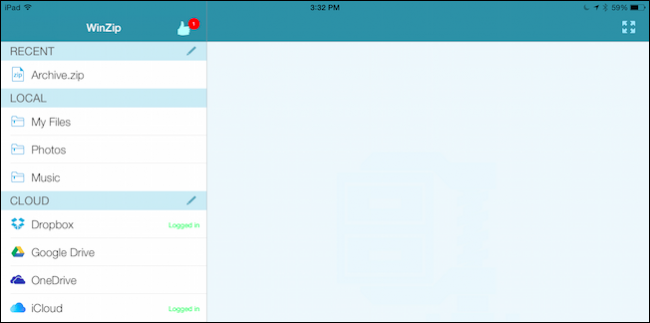 iPad 3:32 PM 59%
WinZip 1
RECENT
zip Archive.zip
LOCAL
My Files
Photos
Music
CLOUD
Dropbox Logged in
Google Drive
OneDrive
iCloud Logged in